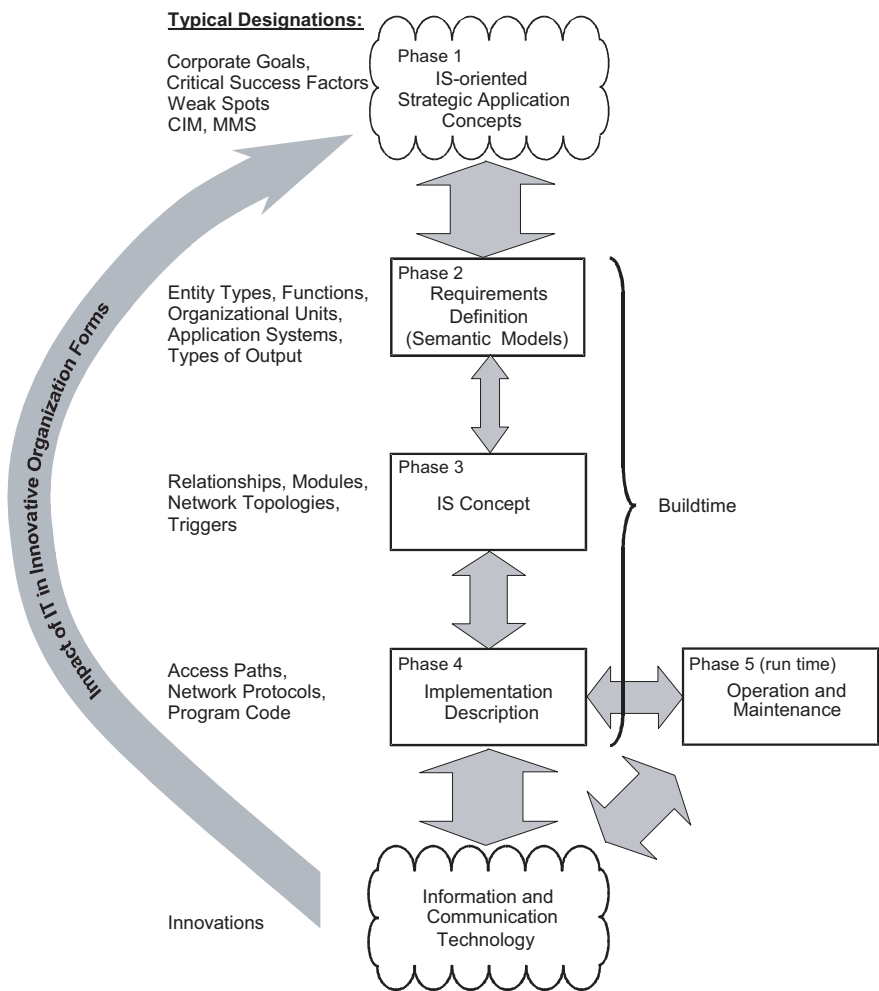 Typical Designations:
Corporate Goals,
Critical Success Factors
Weak Spots
CIM, MMS
Phase 1
IS-oriented
Strategic Application
Concepts
Impact of IT in Innovative Organization Forms
Entity Types, Functions,
Organizational Units,
Application Systems,
Types of Output
Phase 2
Requirements
Definition
(Semantic Models)
Relationships, Modules,
Network Topologies,
Triggers
Phase 3
IS Concept
Buildtime
Access Paths,
Network Protocols,
Program Code
Phase 4
Implementation
Description
Phase 5 (run time)
Operation and
Maintenance
Innovations
Information and
Communication
Technology